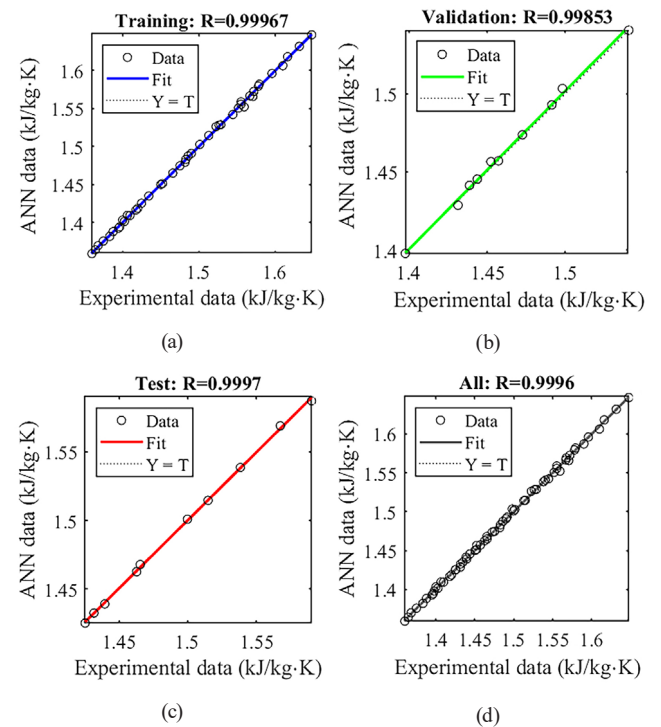 Training: R=0.99967
Data
Fit
Y = T
ANN data (kJ/kg·K)
1.6
1.55
1.5
1.45
1.4
1.4 1.5 1.6
Experimental data (kJ/kg·K)
(a)
Validation: R=0.99853
Data
Fit
Y = T
ANN data (kJ/kg·K )
1.5
1.45
1.4
1.4 1.45 1.5
Experimental data (kJ/kg·K)
(b)
Test: R=0.9997
Data
Fit
Y = T
ANN data (kJ/kg·K)
1.55
1.5
1.45
1.45 1.5 1.55
Experimental data (kJ/kg·K)
(c)
All: R=0.9996
Data
Fit
Y = T
ANN data (kJ/kg·K)
1.6
1.55
1.5
1.45
1.4
1.4 1.45 1.5 1.55 1.6
Experimental data (kJ/kg·K)
(d)